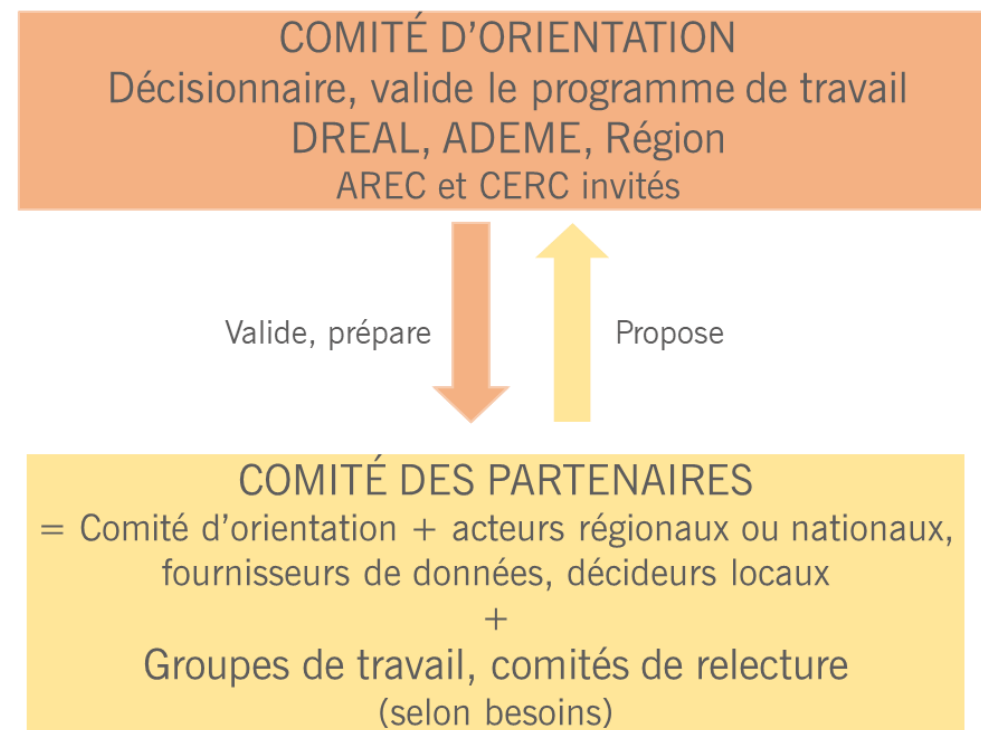 COMITÉ D'ORIENTATION
Décisionnaire, valide le programme de travail
DREAL, ADEME, Région
AREC et CERC invités
Valide, prépare
Propose
COMITÉ DES PARTENAIRES
= Comité d'orientation + acteurs régionaux ou nationaux,
fournisseurs de données, décideurs locaux
+
Groupes de travail, comités de relecture
(selon besoins)